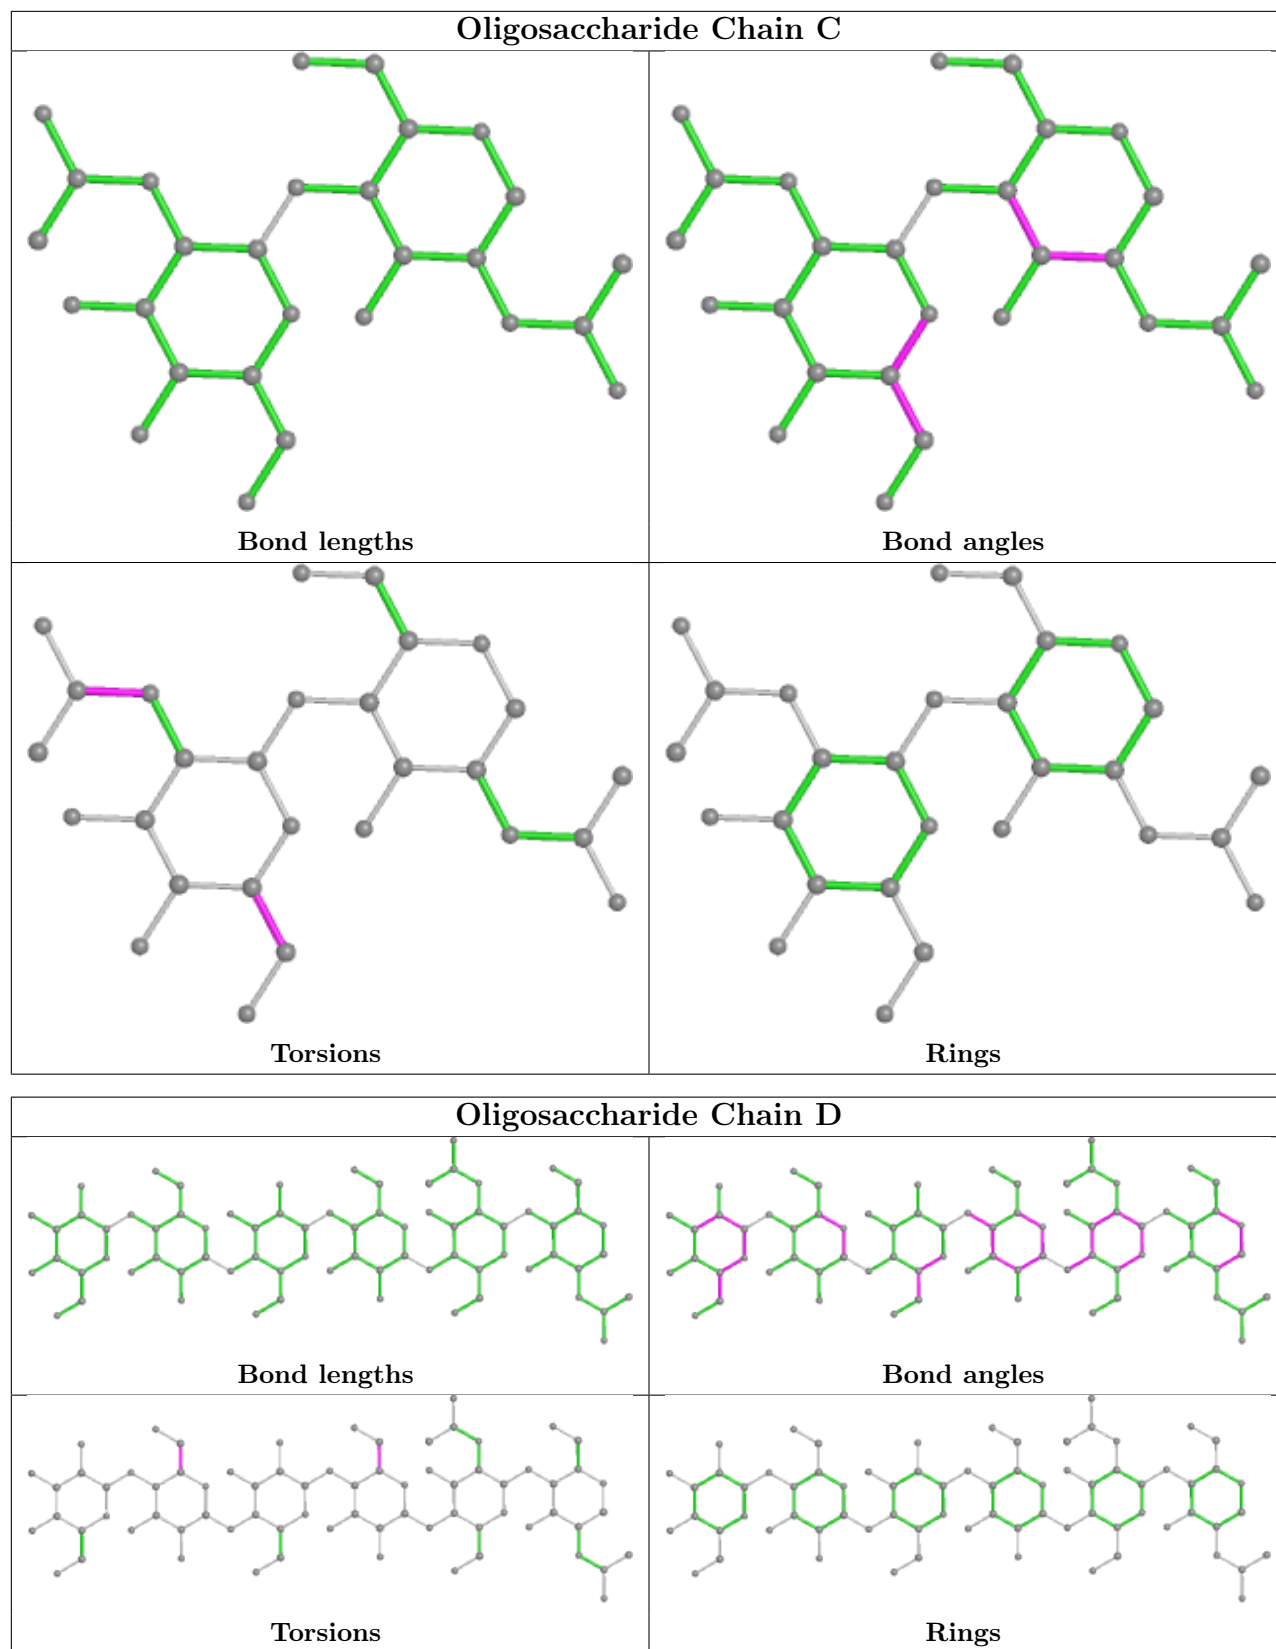 Oligosaccharide Chain C
Bond lengths
Bond angles
Torsions
Rings
Oligosaccharide Chain D
Bond lengths
Bond angles
Torsions
Rings